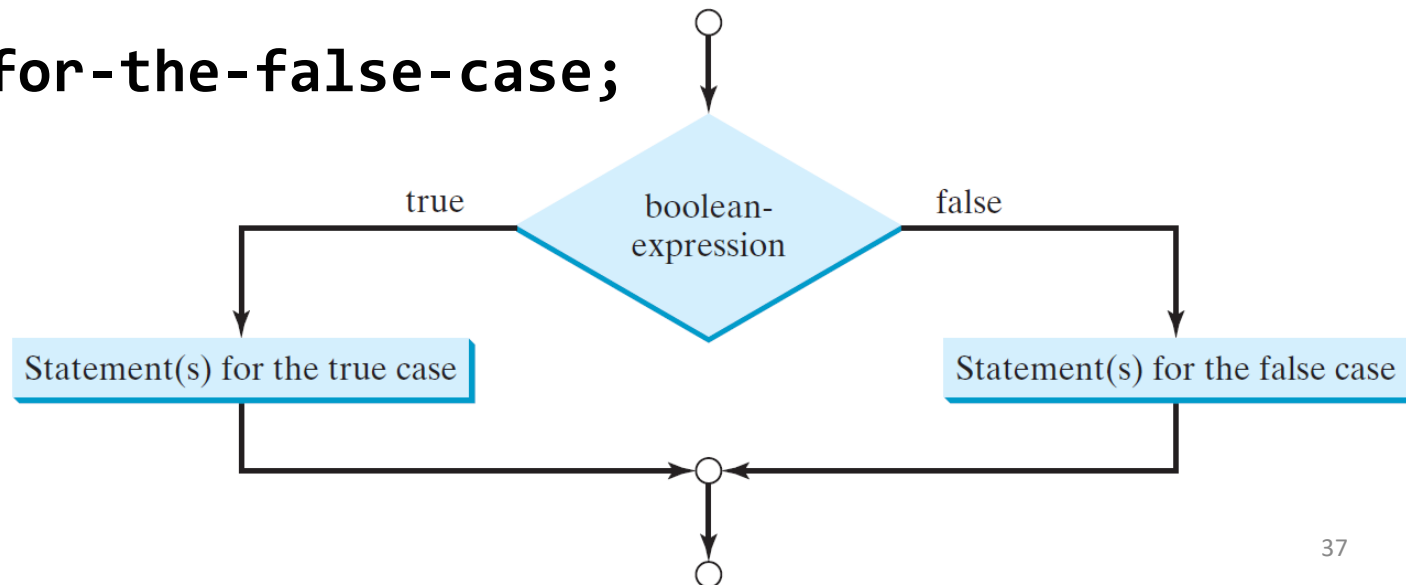 for-the-false-case;
true
boolean-
expression
false
Statement(s) for the true case
Statement(s) for the false case
37